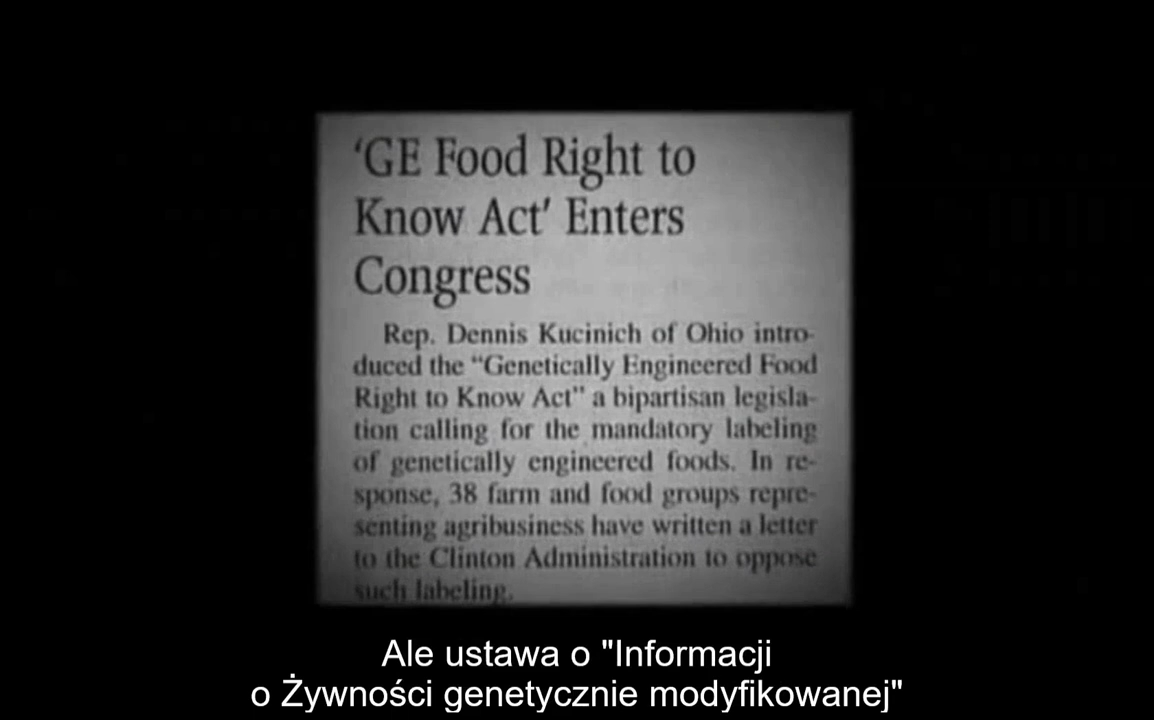 'GE Food Right to
Know Act' Enters
Congress
Rep. Dennis Kucinich of Ohio intro-
duced the "Genetically Engineered Food
Right to Know Act" a bipartisan legisla-
tion calling for the mandatory labeling
of genetically engineered foods. In re-
sponse, 38 farm and food groups repre-
senting agribusiness have written a letter
to the Clinton Administration to oppose
such labeling.
Ale ustawa o "Informacji
o Żywności genetycznie modyfikowanej"